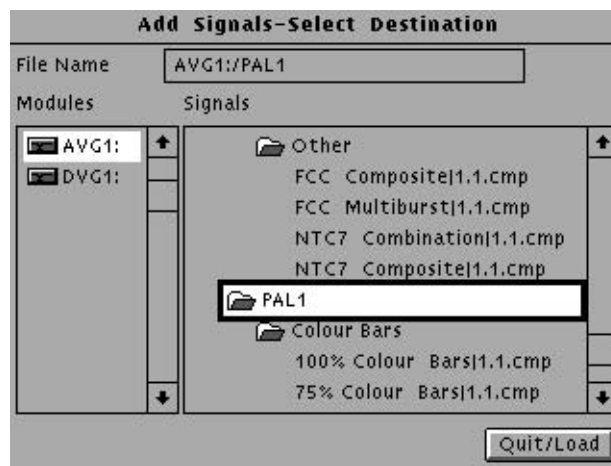 Add Signals-Select Destination
File Name AVG1:/PAL1
Modules Signals
AVG1:
DVG1:
Other
FCC Composite|1.1.cmp
FCC Multiburst|1.1.cmp
NTC7 Combination|1.1.cmp
NTC7 Composite|1.1.cmp
PAL1
Colour Bars
100% Colour Bars|1.1.cmp
75% Colour Bars|1.1.cmp
Quit/Load